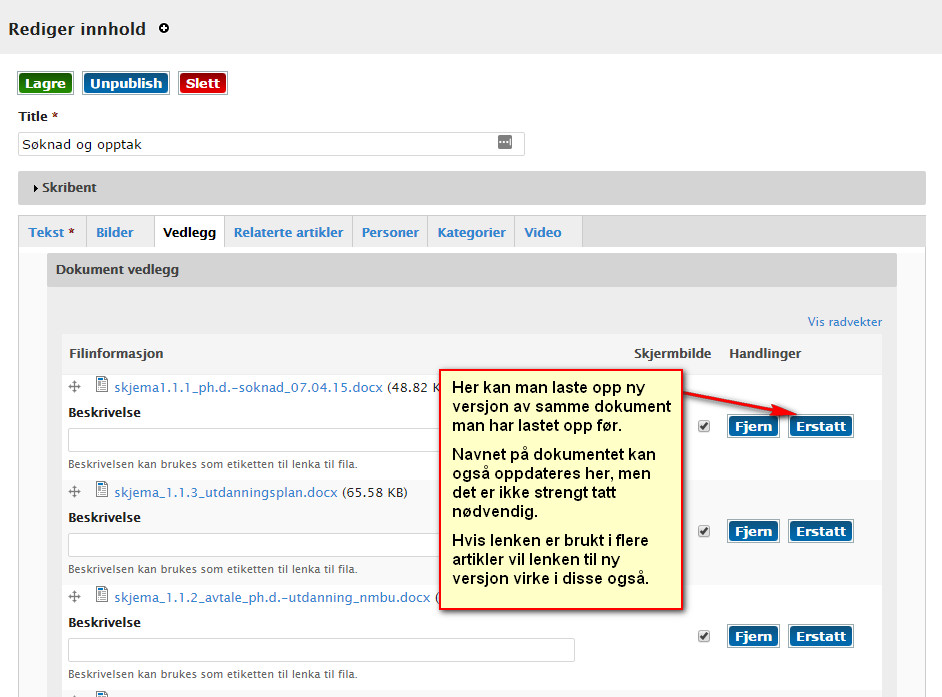 Rediger innhold
Lagre Unpublish Slett
Title *
Søknad og opptak
Skribent
Tekst * Bilder Vedlegg Relaterte artikler Personer Kategorier Video
Dokument vedlegg
Vis radvekter
Filinformasjon Skjermbilde Handlinger
skjema1.1.1_ph.d.-soknad_07.04.15.docx (48.82 K
Beskrivelse
Fjern Erstatt
Beskrivelsen kan brukes som etiketten til lenka til fila.
skjema_1.1.3_utdanningsplan.docx (65.58 KB)
Beskrivelse
Fjern Erstatt
Beskrivelsen kan brukes som etiketten til lenka til fila.
skjema_1.1.2_avtale_ph.d.-utdanning_nmbu.docx (
Beskrivelse
Fjern Erstatt
Beskrivelsen kan brukes som etiketten til lenka til fila.
Her kan man laste opp ny
versjon av samme dokument
man har lastet opp før.
Navnet på dokumentet kan
også oppdateres her, men
det er ikke strengt tatt
nødvendig.
Hvis lenken er brukt i flere
artikler vil lenken til ny
versjon virke i disse også.